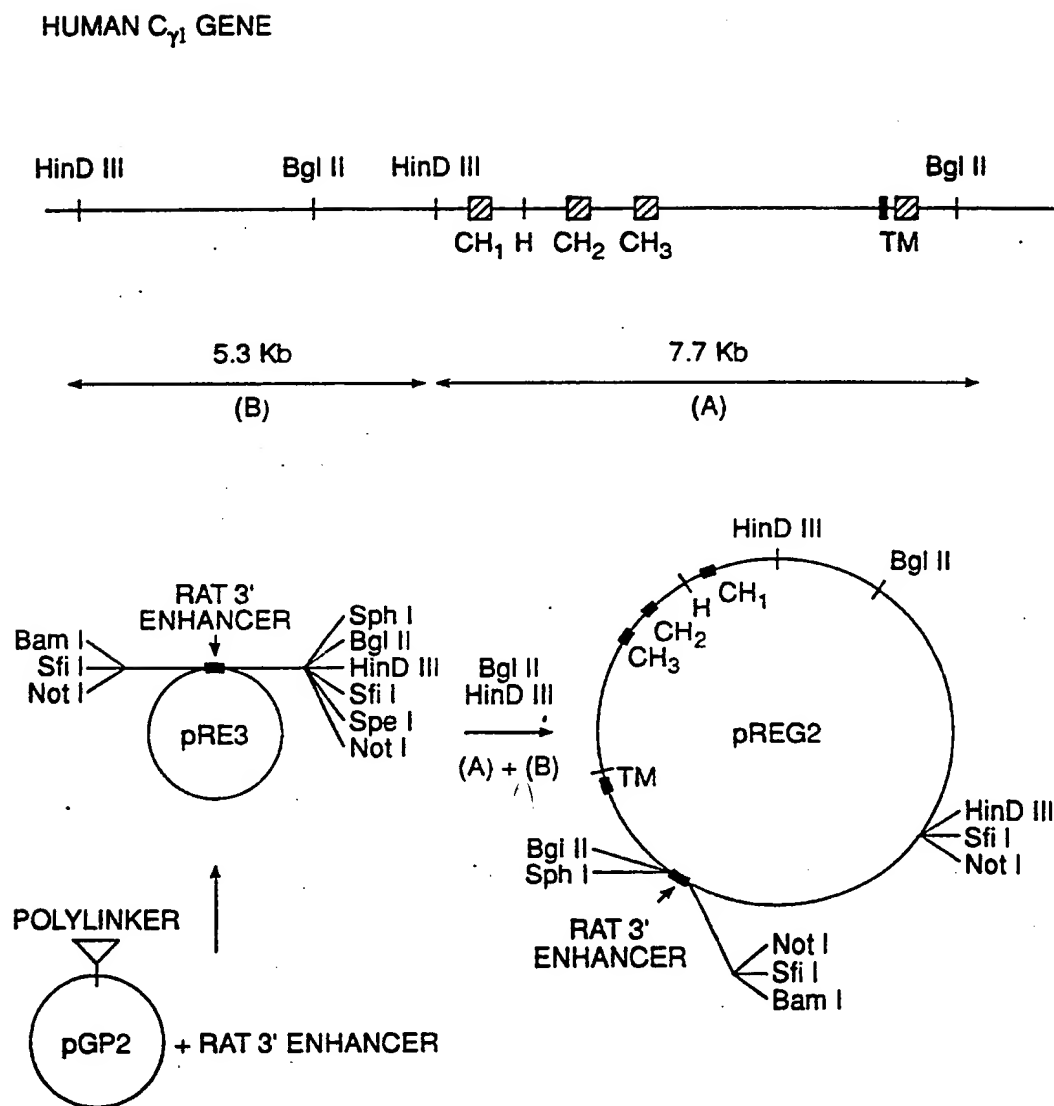 HUMAN Cγ1 GENE
HinD III
Bgl II
HinD III
Bgl II
CH1
H
CH2
CH3
TM
5.3 Kb
(B)
7.7 Kb
(A)
RAT 3'
ENHANCER
Bam I
Sfi I
Not I
Sph I
Bgl II
HinD III
Sfi I
Spe I
Not I
pRE3
Bgl II
HinD III
(A) + (B)
HinD III
Bgl II
CH1
H
CH2
CH3
pREG2
TM
Bgl II
Sph I
HinD III
Sfi I
Not I
RAT 3'
ENHANCER
Not I
Sfi I
Bam I
POLYLINKER
pGP2
+ RAT 3' ENHANCER